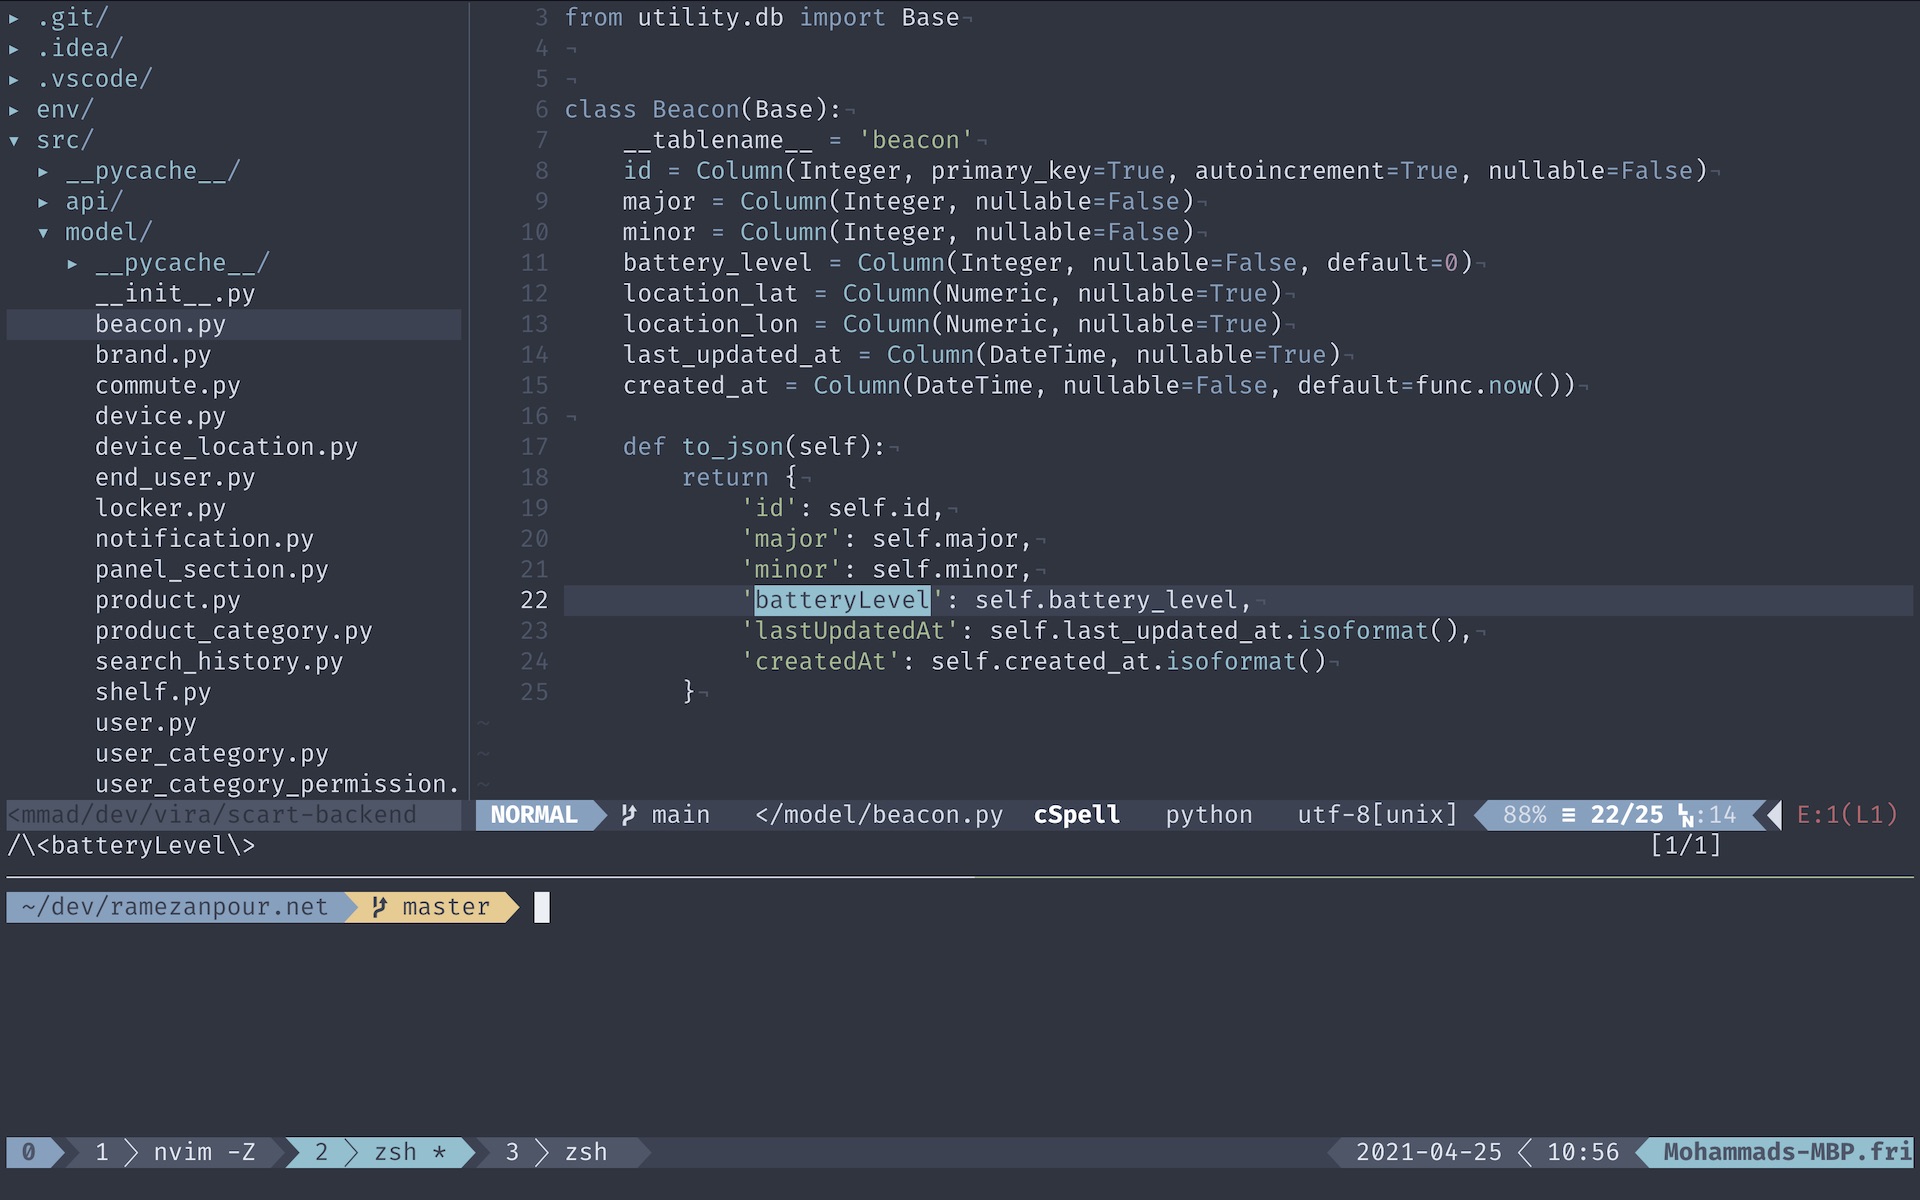 ▸ .git/
▸ .idea/
▸ .vscode/
▸ env/
▾ src/
▸ __pycache__/
▸ api/
▾ model/
▸ __pycache__/
__init__.py
beacon.py
brand.py
commute.py
device.py
device_location.py
end_user.py
locker.py
notification.py
panel_section.py
product.py
product_category.py
search_history.py
shelf.py
user.py
user_category.py
user_category_permission.
<mmad/dev/vira/scart-backend
3 from utility.db import Base¬
4 ¬
5 ¬
6 class Beacon(Base):¬
7     __tablename__ = 'beacon'¬
8     id = Column(Integer, primary_key=True, autoincrement=True, nullable=False)¬
9     major = Column(Integer, nullable=False)¬
10     minor = Column(Integer, nullable=False)¬
11     battery_level = Column(Integer, nullable=False, default=0)¬
12     location_lat = Column(Numeric, nullable=True)¬
13     location_lon = Column(Numeric, nullable=True)¬
14     last_updated_at = Column(DateTime, nullable=True)¬
15     created_at = Column(DateTime, nullable=False, default=func.now())¬
16 ¬
17     def to_json(self):¬
18         return {¬
19             'id': self.id,¬
20             'major': self.major,¬
21             'minor': self.minor,¬
22             'batteryLevel': self.battery_level,¬
23             'lastUpdatedAt': self.last_updated_at.isoformat(),¬
24             'createdAt': self.created_at.isoformat()¬
25         }¬
~
~
~
NORMAL main </model/beacon.py cSpell python utf-8[unix] 88% ≡ 22/25 LN:14 E:1(L1)
/\<batteryLevel\> [1/1]
~/dev/ramezanpour.net master
0 1 nvim -Z 2 zsh * 3 zsh 2021-04-25 10:56 Mohammads-MBP.fri